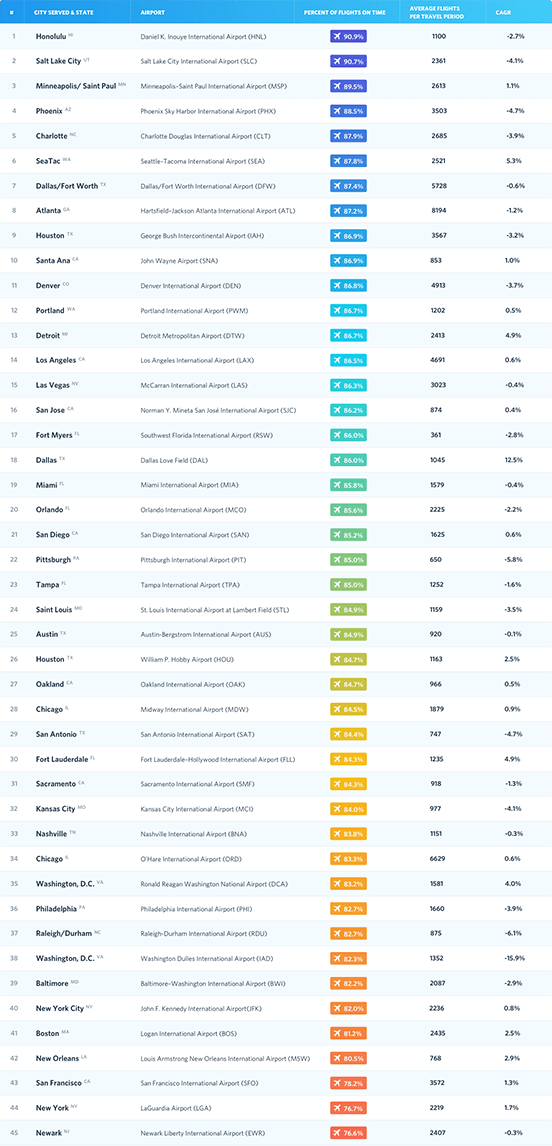 # CITY SERVED & STATE AIRPORT PERCENT OF FLIGHTS ON TIME AVERAGE FLIGHTS PER TRAVEL PERIOD CAGR
1 Honolulu HI Daniel K. Inouye International Airport (HNL) 90.9% 1100 -2.7%
2 Salt Lake City UT Salt Lake City International Airport (SLC) 90.7% 2361 -4.1%
3 Minneapolis/ Saint Paul MN Minneapolis-Saint Paul International Airport (MSP) 89.5% 2613 1.1%
4 Phoenix AZ Phoenix Sky Harbor International Airport (PHX) 88.5% 3503 -4.7%
5 Charlotte NC Charlotte Douglas International Airport (CLT) 87.9% 2685 -3.9%
6 SeaTac WA Seattle-Tacoma International Airport (SEA) 87.8% 2521 5.3%
7 Dallas/Fort Worth TX Dallas/Fort Worth International Airport (DFW) 87.4% 5728 -0.6%
8 Atlanta GA Hartsfield-Jackson Atlanta International Airport (ATL) 87.2% 8194 -1.2%
9 Houston TX George Bush Intercontinental Airport (IAH) 86.9% 3567 -3.2%
10 Santa Ana CA John Wayne Airport (SNA) 86.9% 853 1.0%
11 Denver CO Denver International Airport (DEN) 86.8% 4913 -3.7%
12 Portland WA Portland International Airport (PWM) 86.7% 1202 0.5%
13 Detroit MI Detroit Metropolitan Airport (DTW) 86.7% 2413 4.9%
14 Los Angeles CA Los Angeles International Airport (LAX) 86.5% 4691 0.6%
15 Las Vegas NV McCarran International Airport (LAS) 86.3% 3023 -0.4%
16 San Jose CA Norman Y. Mineta San José International Airport (SJC) 86.2% 874 0.4%
17 Fort Myers FL Southwest Florida International Airport (RSW) 86.0% 361 -2.8%
18 Dallas TX Dallas Love Field (DAL) 86.0% 1045 12.5%
19 Miami FL Miami International Airport (MIA) 85.8% 1579 -0.4%
20 Orlando FL Orlando International Airport (MCO) 85.6% 2225 -2.2%
21 San Diego CA San Diego International Airport (SAN) 85.2% 1625 0.6%
22 Pittsburgh PA Pittsburgh International Airport (PIT) 85.0% 650 -5.8%
23 Tampa FL Tampa International Airport (TPA) 85.0% 1252 -1.6%
24 Saint Louis MO St. Louis International Airport at Lambert Field (STL) 84.9% 1159 -3.5%
25 Austin TX Austin-Bergstrom International Airport (AUS) 84.9% 920 -0.1%
26 Houston TX William P. Hobby Airport (HOU) 84.7% 1163 2.5%
27 Oakland CA Oakland International Airport (OAK) 84.7% 966 0.5%
28 Chicago IL Midway International Airport (MDW) 84.5% 1879 0.9%
29 San Antonio TX San Antonio International Airport (SAT) 84.4% 747 -4.7%
30 Fort Lauderdale FL Fort Lauderdale-Hollywood International Airport (FLL) 84.3% 1235 4.9%
31 Sacramento CA Sacramento International Airport (SMF) 84.3% 918 -1.3%
32 Kansas City MO Kansas City International Airport (MCI) 84.0% 977 -4.1%
33 Nashville TN Nashville International Airport (BNA) 83.8% 1151 -0.3%
34 Chicago IL O'Hare International Airport (ORD) 83.3% 6629 0.6%
35 Washington, D.C. VA Ronald Reagan Washington National Airport (DCA) 83.2% 1581 4.0%
36 Philadelphia PA Philadelphia International Airport (PHI) 82.7% 1660 -3.9%
37 Raleigh/Durham NC Raleigh-Durham International Airport (RDU) 82.7% 875 -6.1%
38 Washington, D.C. VA Washington Dulles International Airport (IAD) 82.3% 1352 -15.9%
39 Baltimore MD Baltimore-Washington International Airport (BWI) 82.2% 2087 -2.9%
40 New York City NV John F. Kennedy International Airport(JFK) 82.0% 2236 0.8%
41 Boston MA Logan International Airport (BOS) 81.2% 2435 2.5%
42 New Orleans LA Louis Armstrong New Orleans International Airport (MSW) 80.5% 768 2.9%
43 San Francisco CA San Francisco International Airport (SFO) 78.2% 3572 1.3%
44 New York NV LaGuardia Airport (LGA) 76.7% 2219 1.7%
45 Newark NJ Newark Liberty International Airport (EWR) 76.6% 2407 -0.3%